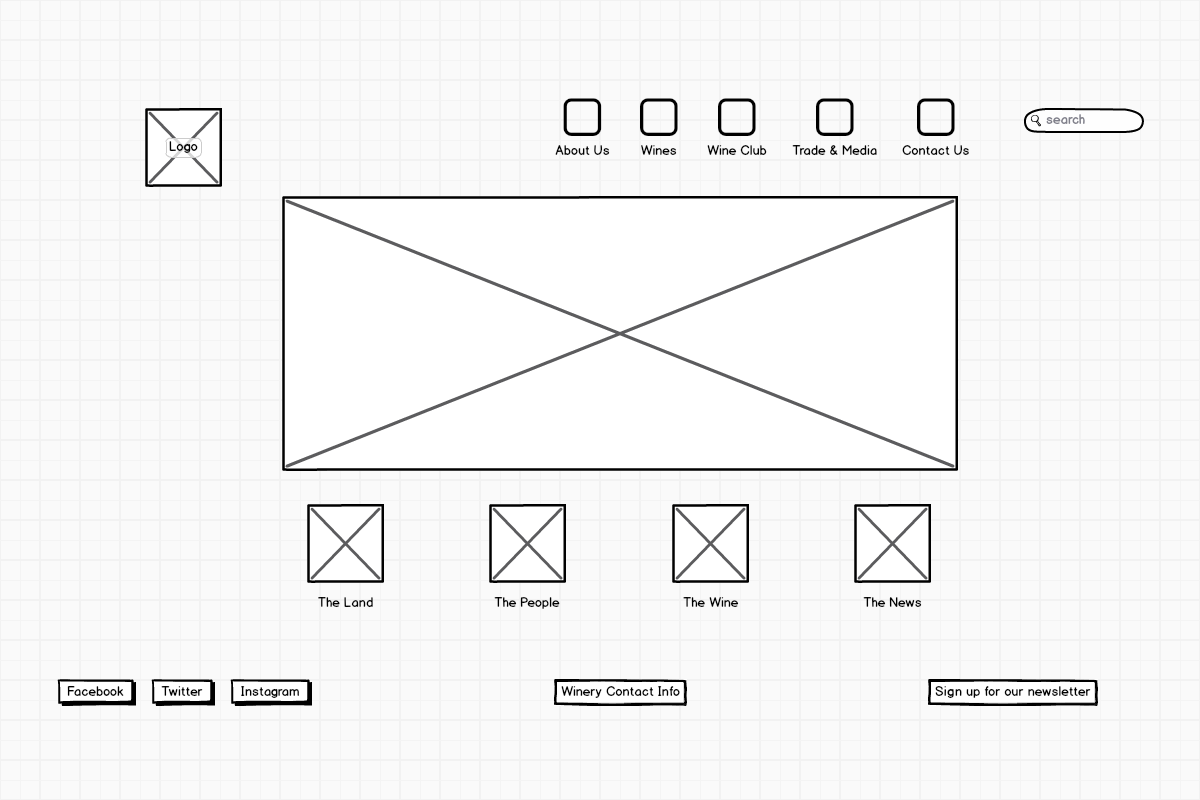 Logo
About Us
Wines
Wine Club
Trade & Media
Contact Us
search
The Land
The People
The Wine
The News
Facebook
Twitter
Instagram
Winery Contact Info
Sign up for our newsletter